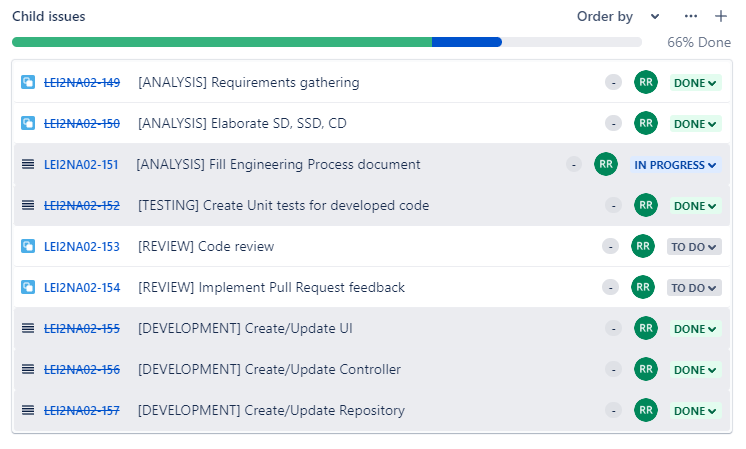 Child issues Order by
66% Done
LEI2NA02-149 [ANALYSIS] Requirements gathering - RR DONE
LEI2NA02-150 [ANALYSIS] Elaborate SD, SSD, CD - RR DONE
LEI2NA02-151 [ANALYSIS] Fill Engineering Process document - RR IN PROGRESS
LEI2NA02-152 [TESTING] Create Unit tests for developed code - RR DONE
LEI2NA02-153 [REVIEW] Code review - RR TO DO
LEI2NA02-154 [REVIEW] Implement Pull Request feedback - RR TO DO
LEI2NA02-155 [DEVELOPMENT] Create/Update UI - RR DONE
LEI2NA02-156 [DEVELOPMENT] Create/Update Controller - RR DONE
LEI2NA02-157 [DEVELOPMENT] Create/Update Repository - RR DONE